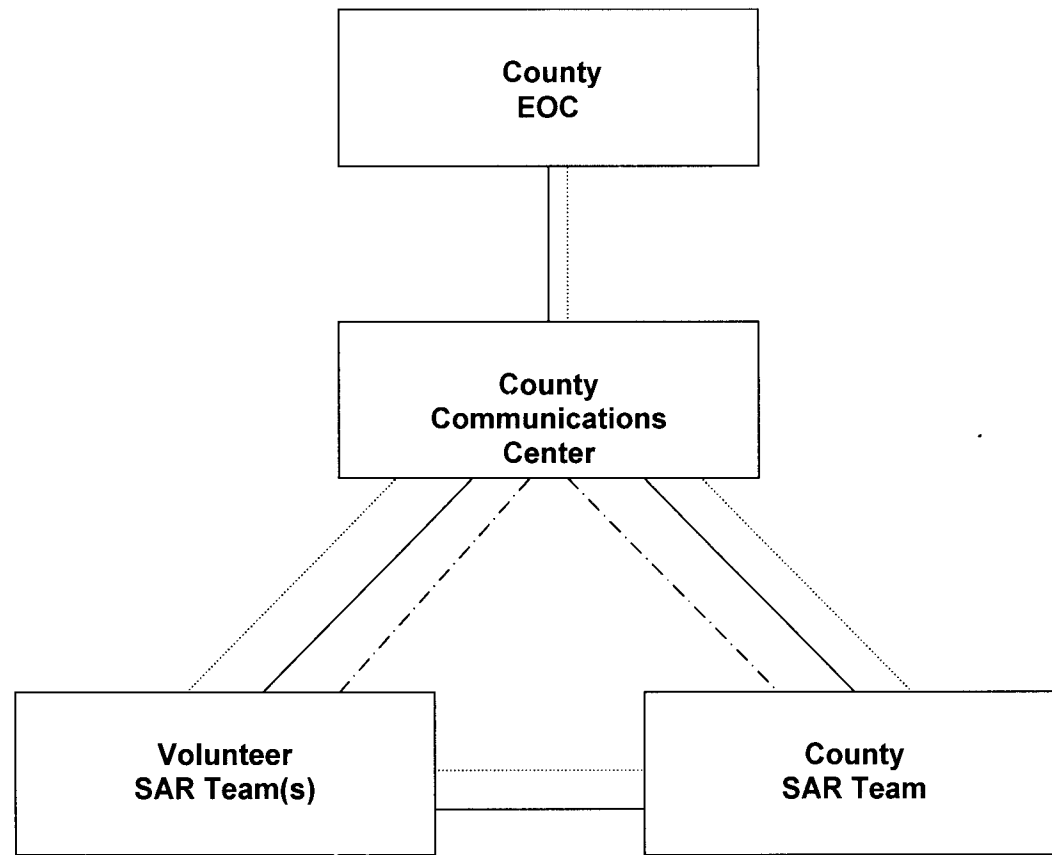 County
EOC
County
Communications
Center
Volunteer
SAR Team(s)
County
SAR Team